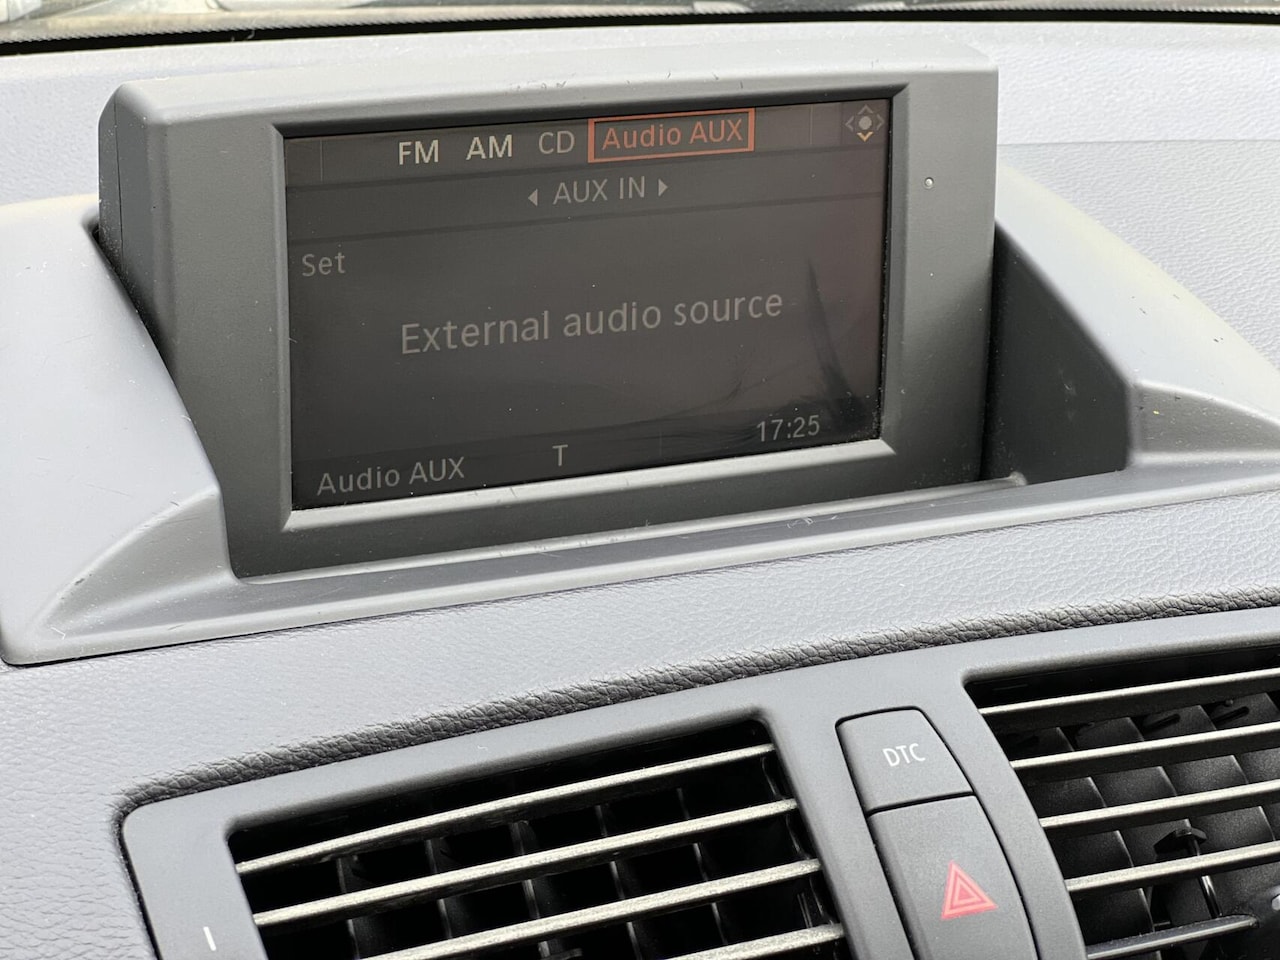 FM AM CD Audio AUX
AUX IN
Set
External audio source
Audio AUX T 17:25
DTC